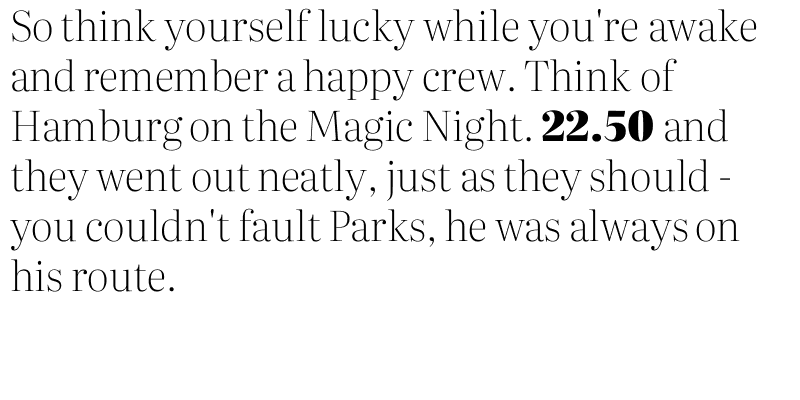 So think yourself lucky while you're awake
and remember a happy crew. Think of
Hamburg on the Magic Night. 22.50 and
they went out neatly, just as they should -
you couldn't fault Parks, he was always on
his route.